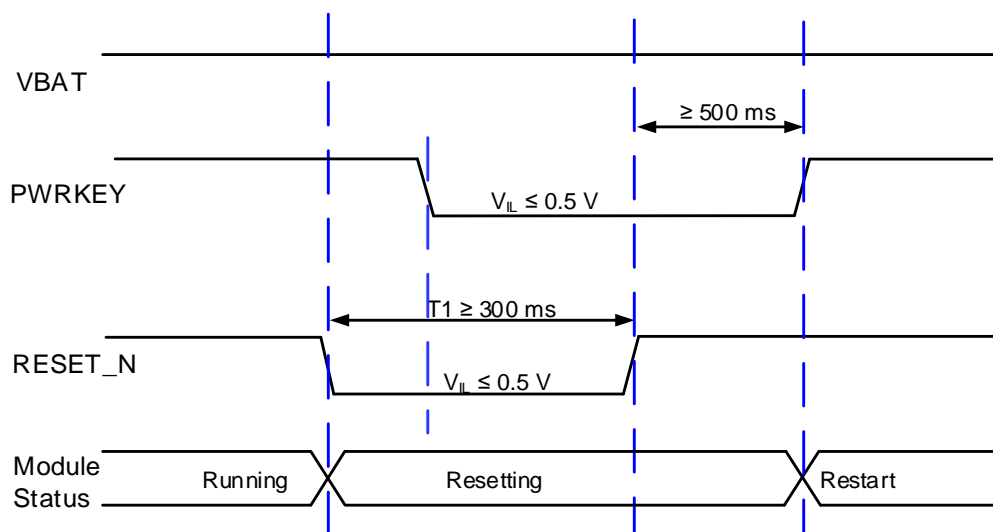 VBAT
≥ 500 ms
PWRKEY
VIL ≤ 0.5 V
T1 ≥ 300 ms
RESET_N
VIL ≤ 0.5 V
Module
Status
Running
Resetting
Restart